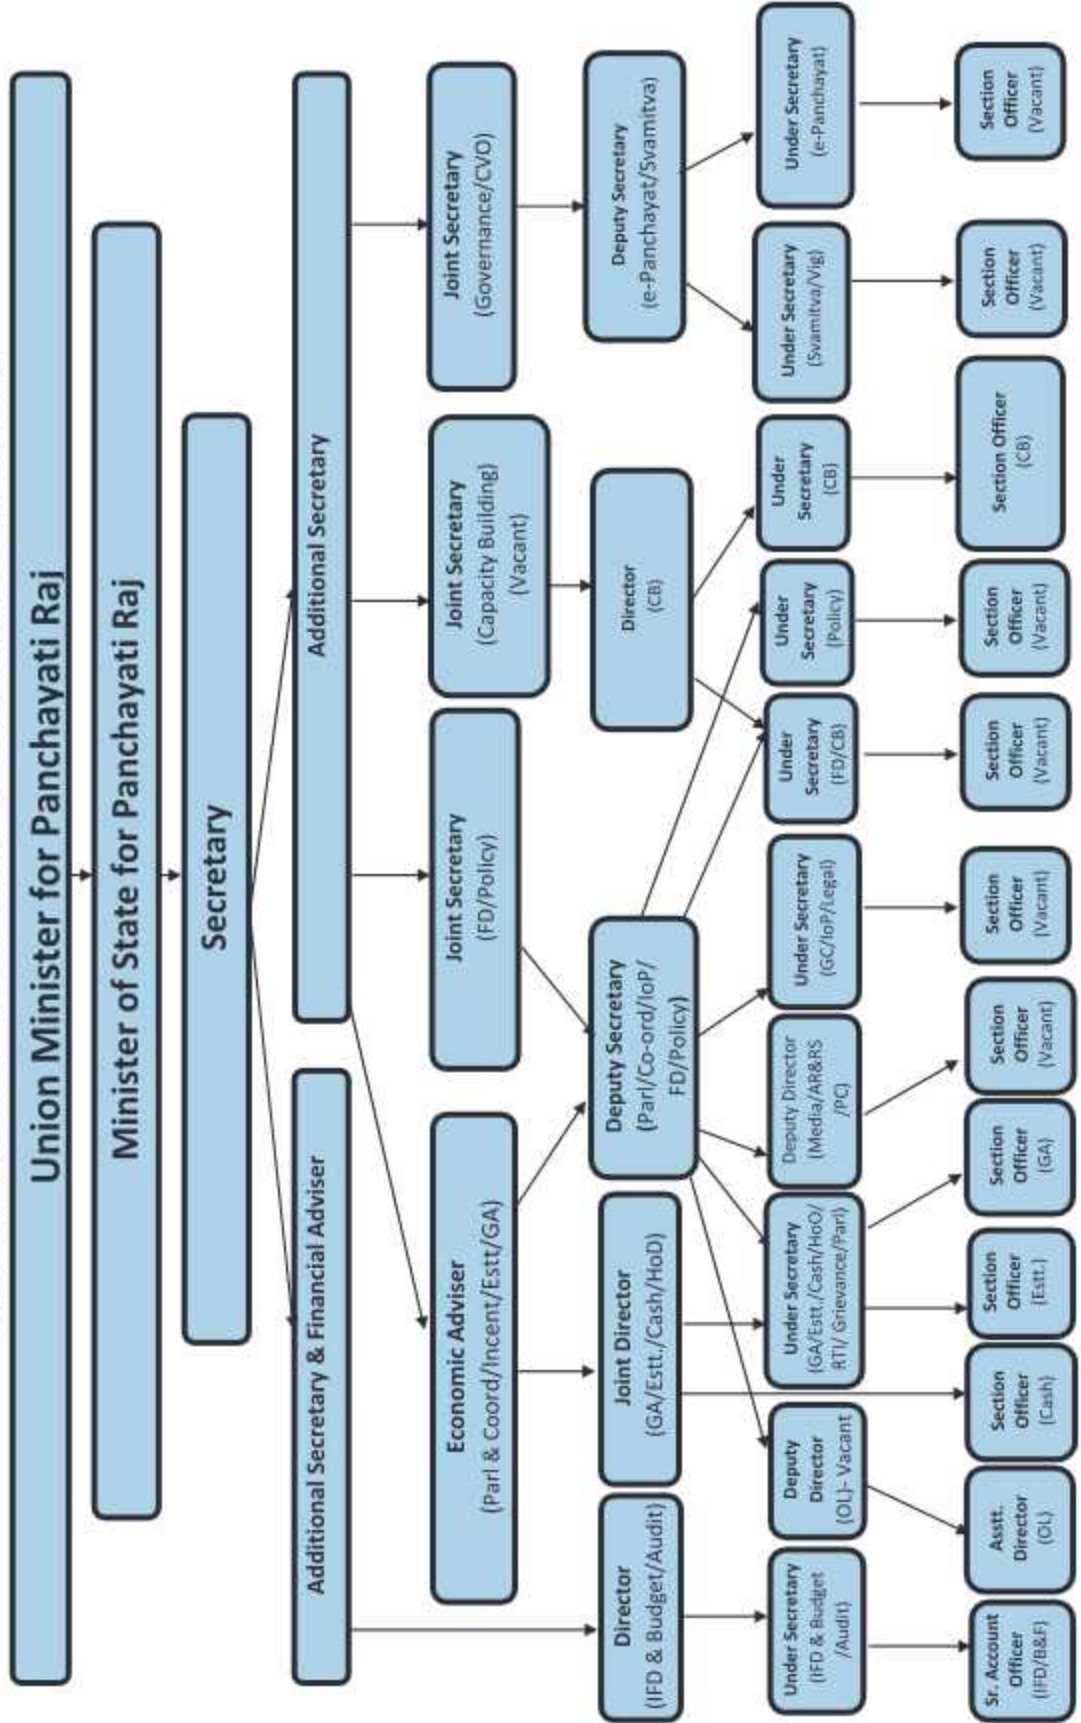 Union Minister for Panchayati Raj
Minister of State for Panchayati Raj
Secretary
Additional Secretary & Financial Adviser
Additional Secretary
Economic Adviser
(Parl & Coord/Incent/Estt/GA)
Joint Secretary
(FD/Policy)
Joint Secretary
(Capacity Building)
(Vacant)
Joint Secretary
(Governance/CVO)
Director
(IFD & Budget/Audit)
Joint Director
(GA/Estt./Cash/HoD)
Deputy Secretary
(Parl/Co-ord/IoP/
FD/Policy)
Director
(CB)
Deputy Secretary
(e-Panchayat/Svamitva)
Under Secretary
(IFD & Budget
/Audit)
Deputy
Director
(OL)- Vacant
Under Secretary
(GA/Estt./Cash/HoO/
RTI/ Grievance/Parl)
Deputy Director
(Media/AR&RS
/PC)
Under Secretary
(GC/IoP/Legal)
Under
Secretary
(FD/CB)
Under
Secretary
(Policy)
Under
Secretary
(CB)
Under Secretary
(Svamitva/Vig)
Under Secretary
(e-Panchayat)
Sr. Account
Officer
(IFD/B&F)
Asstt.
Director
(OL)
Section
Officer
(Cash)
Section
Officer
(Estt.)
Section
Officer
(GA)
Section
Officer
(Vacant)
Section
Officer
(Vacant)
Section
Officer
(Vacant)
Section
Officer
(Vacant)
Section Officer
(CB)
Section
Officer
(Vacant)
Section
Officer
(Vacant)